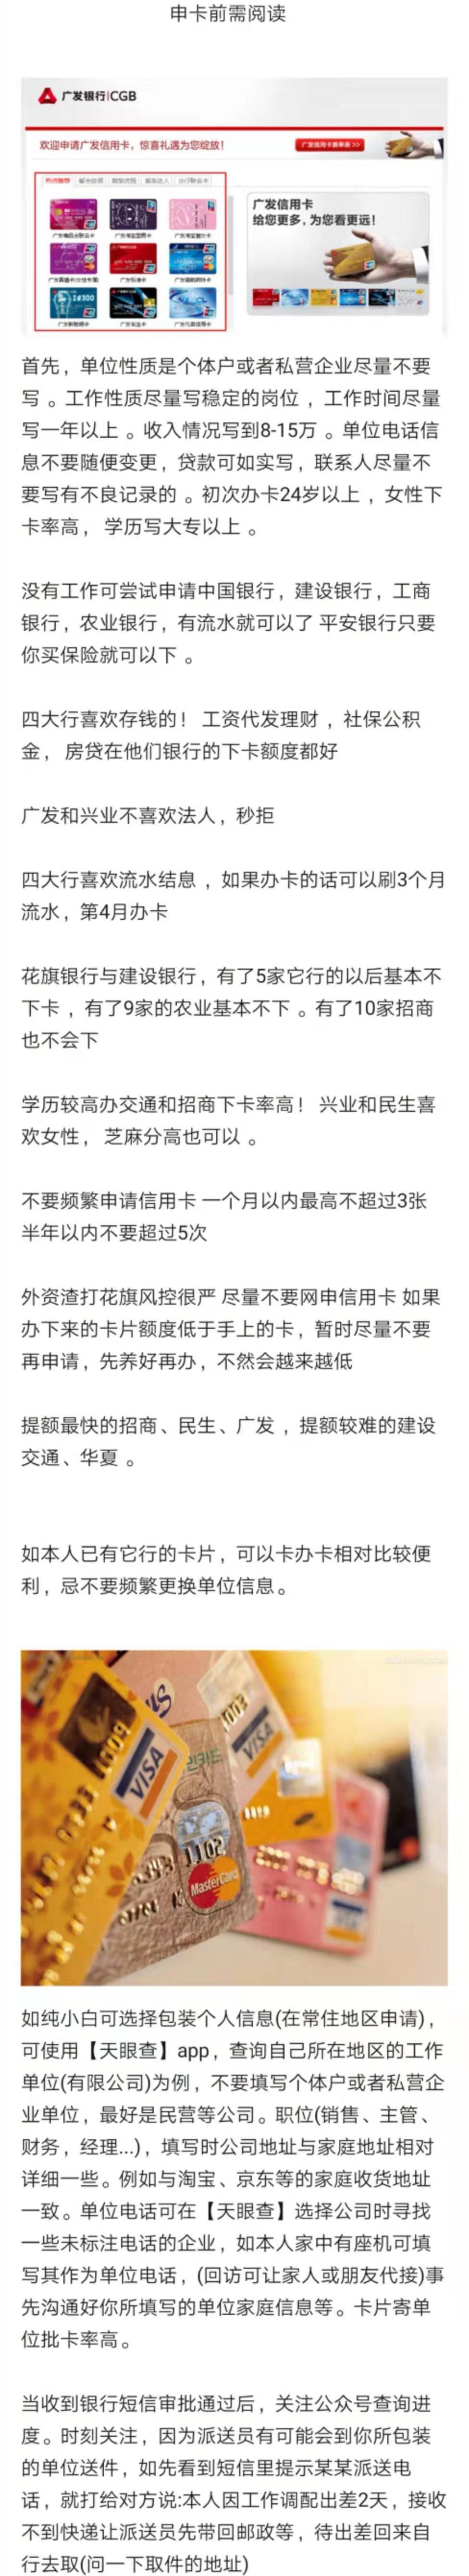 申卡前需阅读
广发银行|CGB
欢迎申请广发信用卡，惊喜礼遇为您绽放！
广发信用卡
给您更多，为您看更远！
首先，单位性质是个体户或者私营企业尽量不要
写 。工作性质尽量写稳定的岗位 ，工作时间尽量
写一年以上 。收入情况写到8-15万 。单位电话信
息不要随便变更，贷款可如实写，联系人尽量不
要写有不良记录的 。初次办卡24岁以上 ，女性下
卡率高， 学历写大专以上 。
没有工作可尝试申请中国银行，建设银行，工商
银行，农业银行，有流水就可以了 平安银行只要
你买保险就可以下 。
四大行喜欢存钱的！ 工资代发理财 ，社保公积
金， 房贷在他们银行的下卡额度都好
广发和兴业不喜欢法人，秒拒
四大行喜欢流水结息 ，如果办卡的话可以刷3个月
流水，第4月办卡
花旗银行与建设银行，有了5家它行的以后基本不
下卡 ，有了9家的农业基本不下 。有了10家招商
也不会下
学历较高办交通和招商下卡率高！ 兴业和民生喜
欢女性， 芝麻分高也可以 。
不要频繁申请信用卡 一个月以内最高不超过3张
半年以内不要超过5次
外资渣打花旗风控很严 尽量不要网申信用卡 如果
办下来的卡片额度低于手上的卡，暂时尽量不要
再申请，先养好再办，不然会越来越低
提额最快的招商、民生、广发 ，提额较难的建设
交通、华夏 。
如本人已有它行的卡片，可以卡办卡相对比较便
利，忌不要频繁更换单位信息。
VISA
1102
MasterCard
如纯小白可选择包装个人信息(在常住地区申请)，
可使用【天眼查】app，查询自己所在地区的工作
单位(有限公司)为例，不要填写个体户或者私营企
业单位，最好是民营等公司。职位(销售、主管、
财务，经理...)，填写时公司地址与家庭地址相对
详细一些。例如与淘宝、京东等的家庭收货地址
一致。单位电话可在【天眼查】选择公司时寻找
一些未标注电话的企业，如本人家中有座机可填
写其作为单位电话，(回访可让家人或朋友代接)事
先沟通好你所填写的单位家庭信息等。卡片寄单
位批卡率高。
当收到银行短信审批通过后，关注公众号查询进
度。时刻关注，因为派送员有可能会到你所包装
的单位送件，如先看到短信里提示某某派送电
话，就打给对方说:本人因工作调配出差2天，接收
不到快递让派送员先带回邮政等，待出差回来自
行去取(问一下取件的地址)